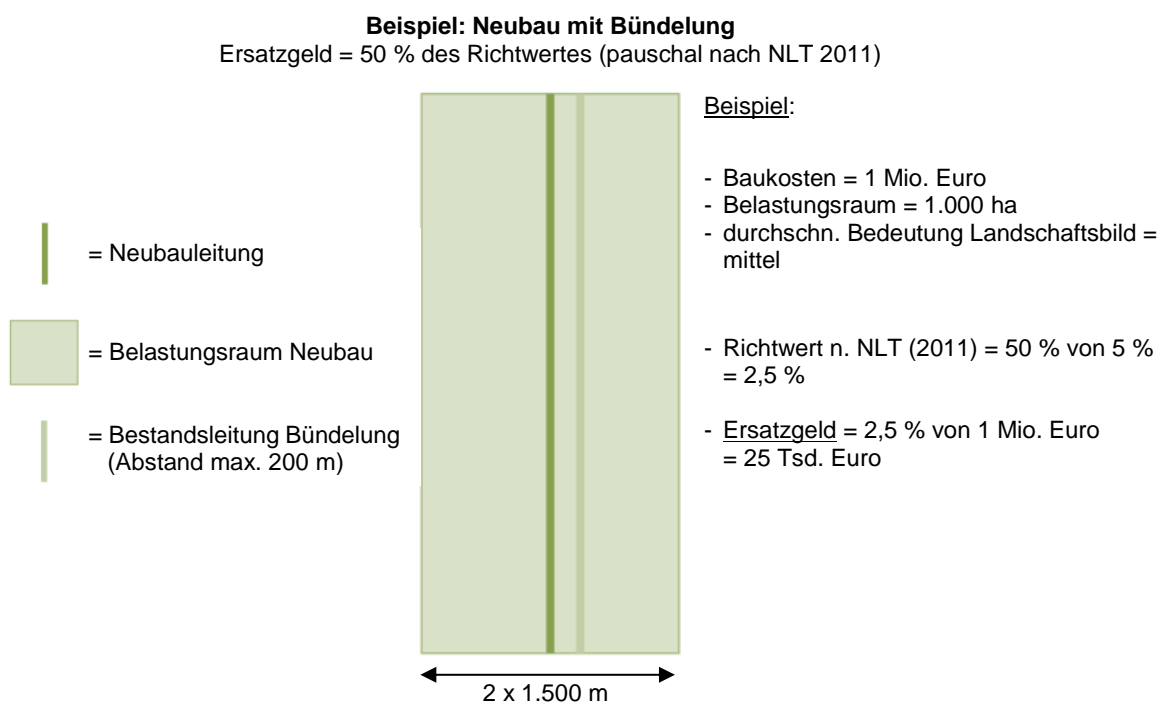 Beispiel: Neubau mit Bündelung
Ersatzgeld = 50 % des Richtwertes (pauschal nach NLT 2011)
= Neubauleitung
= Belastungsraum Neubau
= Bestandsleitung Bündelung
(Abstand max. 200 m)
2 x 1.500 m
Beispiel:
- Baukosten = 1 Mio. Euro
- Belastungsraum = 1.000 ha
- durchschn. Bedeutung Landschaftsbild =
mittel
- Richtwert n. NLT (2011) = 50 % von 5 %
= 2,5 %
- Ersatzgeld = 2,5 % von 1 Mio. Euro
= 25 Tsd. Euro